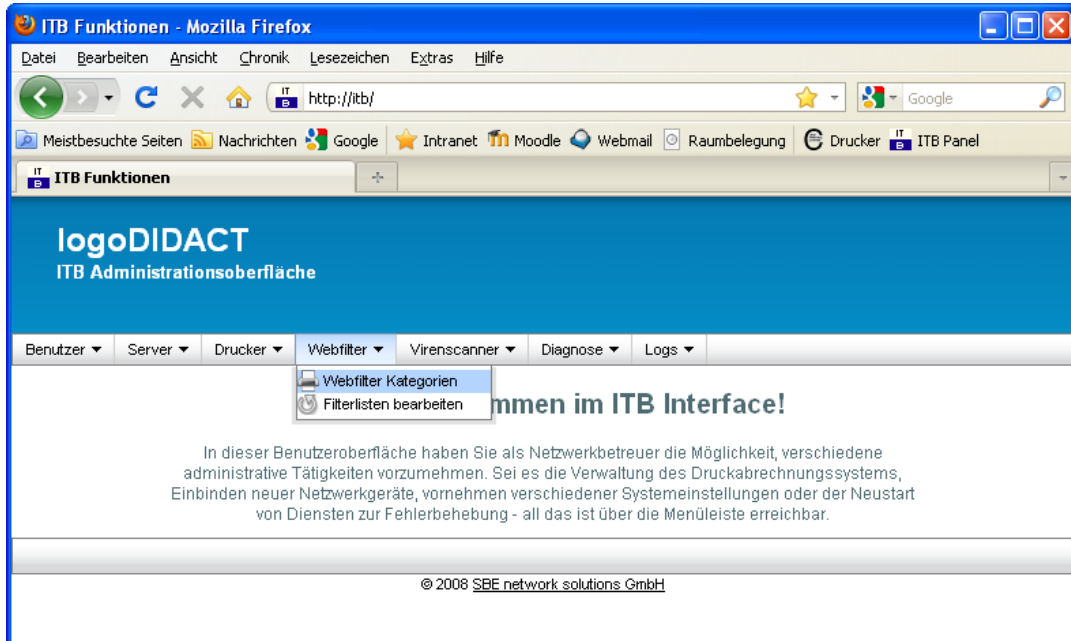 ITB Funktionen - Mozilla Firefox
Datei Bearbeiten Ansicht Chronik Lesezeichen Extras Hilfe
IT B http://itb/ Google
Meistbesuchte Seiten Nachrichten Google Intranet Moodle Webmail Raumbelegung Drucker ITB Panel
IT B ITB Funktionen
logoDIDACT
ITB Administrationsoberfläche
Benutzer Server Drucker Webfilter Virenscanner Diagnose Logs
Webfilter Kategorien
Filterlisten bearbeiten
mmen im ITB Interface!
In dieser Benutzeroberfläche haben Sie als Netzwerkbetreuer die Möglichkeit, verschiedene
administrative Tätigkeiten vorzumehmen. Sei es die Verwaltung des Druckabrechnungssystems,
Einbinden neuer Netzwerkgeräte, vornehmen verschiedener Systemeinstellungen oder der Neustart
von Diensten zur Fehlerbehebung - all das ist über die Menüleiste erreichbar.
© 2008 SBE network solutions GmbH